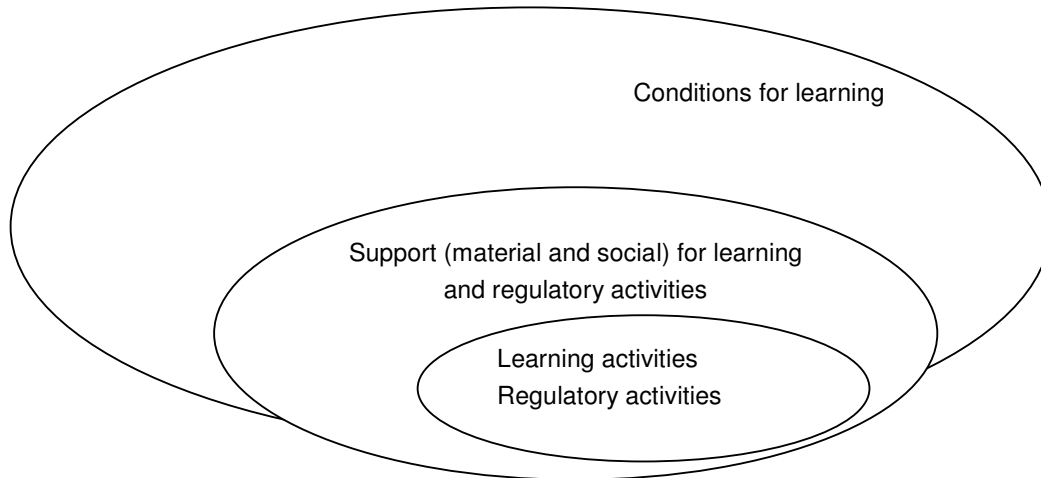 Conditions for learning
Support (material and social) for learning
and regulatory activities
Learning activities
Regulatory activities